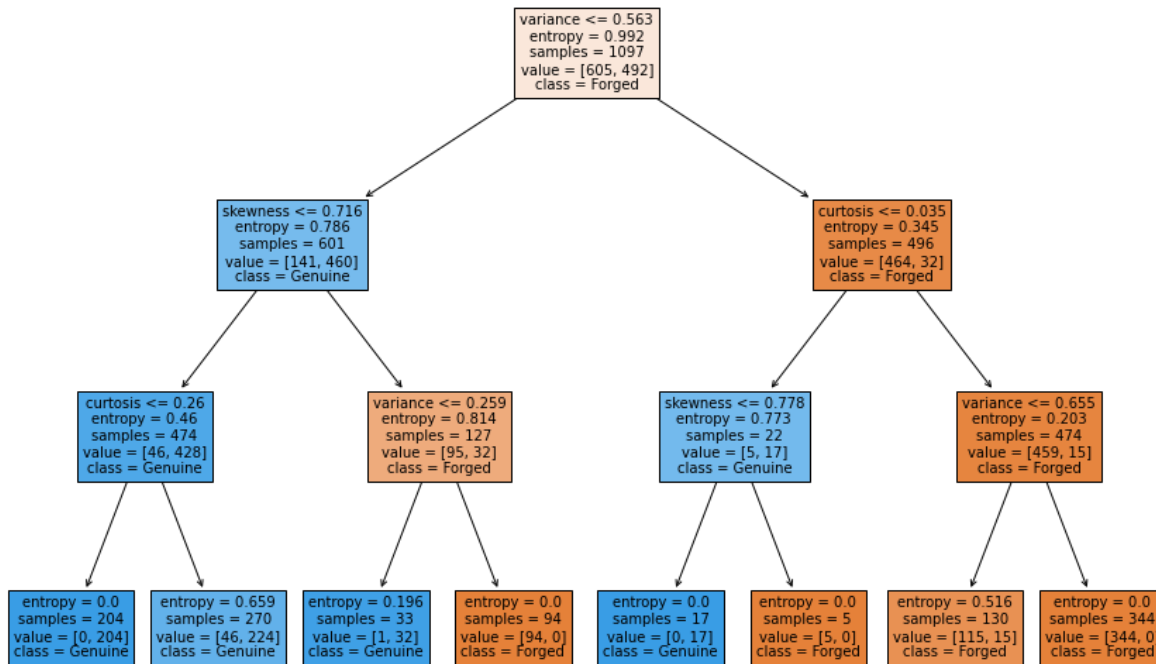 variance <= 0.563
entropy = 0.992
samples = 1097
value = [605, 492]
class = Forged
skewness <= 0.716
entropy = 0.786
samples = 601
value = [141, 460]
class = Genuine
curtosis <= 0.035
entropy = 0.345
samples = 496
value = [464, 32]
class = Forged
curtosis <= 0.26
entropy = 0.46
samples = 474
value = [46, 428]
class = Genuine
variance <= 0.259
entropy = 0.814
samples = 127
value = [95, 32]
class = Forged
skewness <= 0.778
entropy = 0.773
samples = 22
value = [5, 17]
class = Genuine
variance <= 0.655
entropy = 0.203
samples = 474
value = [459, 15]
class = Forged
entropy = 0.0
samples = 204
value = [0, 204]
class = Genuine
entropy = 0.659
samples = 270
value = [46, 224]
class = Genuine
entropy = 0.196
samples = 33
value = [1, 32]
class = Genuine
entropy = 0.0
samples = 94
value = [94, 0]
class = Forged
entropy = 0.0
samples = 17
value = [0, 17]
class = Genuine
entropy = 0.0
samples = 5
value = [5, 0]
class = Forged
entropy = 0.516
samples = 130
value = [115, 15]
class = Forged
entropy = 0.0
samples = 344
value = [344, 0]
class = Forged